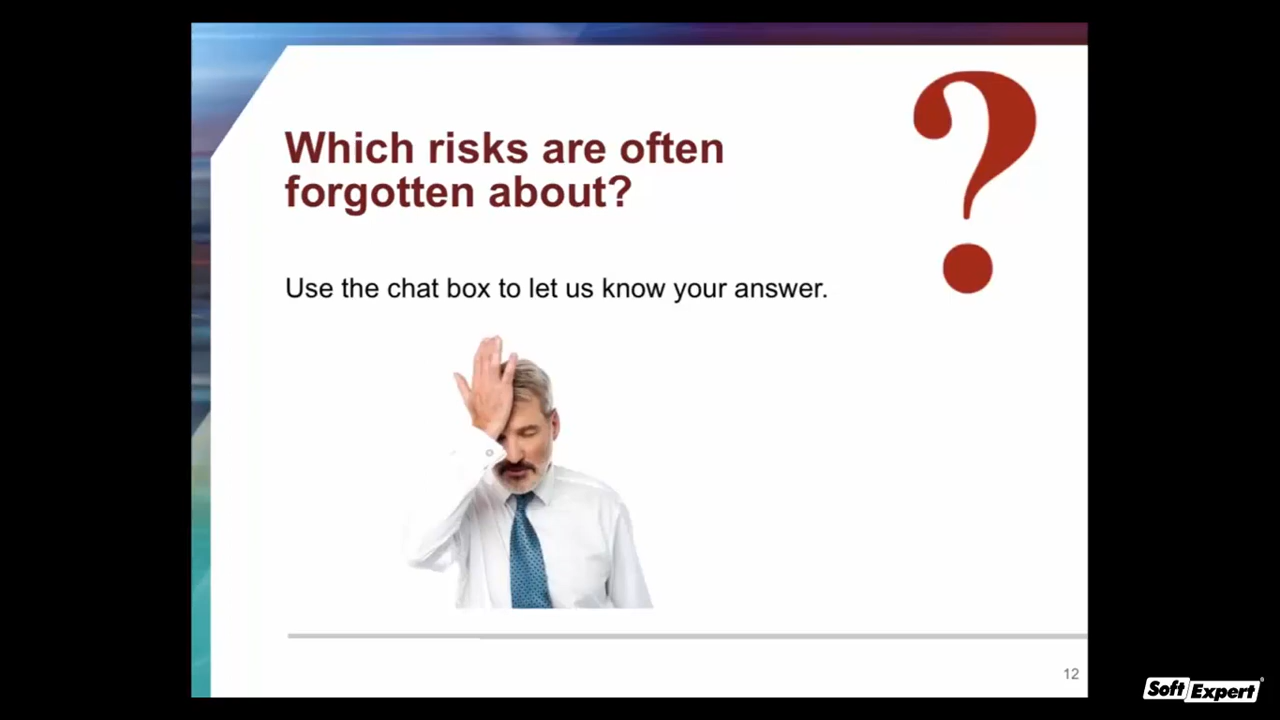 Which risks are often
forgotten about?
?
Use the chat box to let us know your answer.
12
Soft Expert®